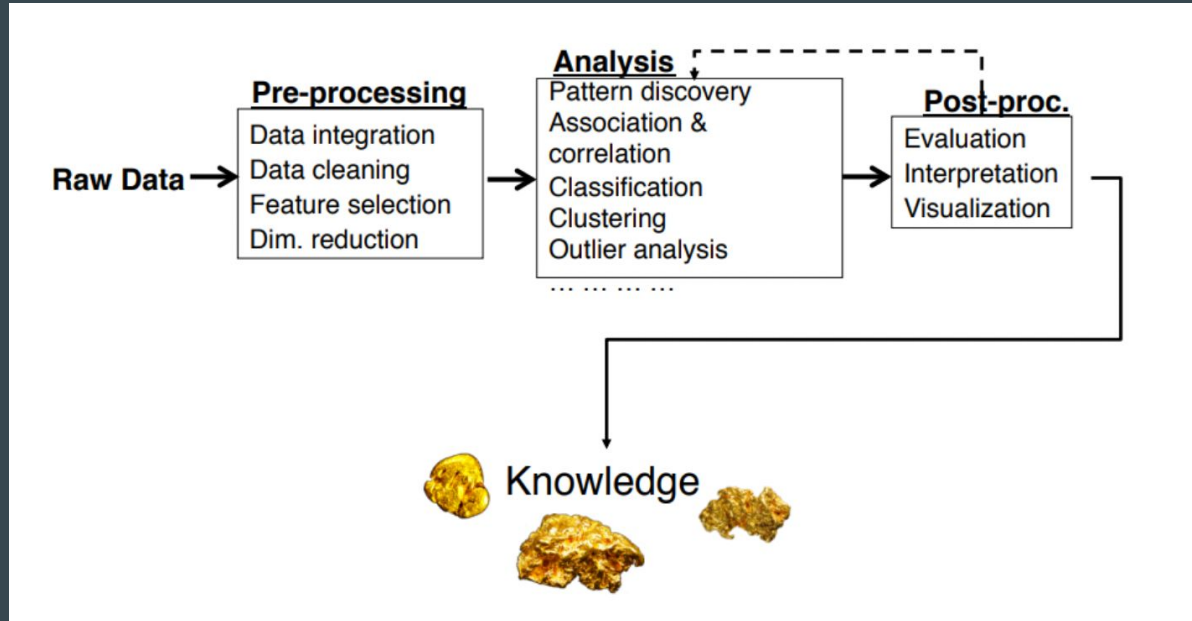 Raw Data
Pre-processing
Data integration
Data cleaning
Feature selection
Dim. reduction
Analysis
Pattern discovery
Association &
correlation
Classification
Clustering
Outlier analysis
... ... ... ...
Post-proc.
Evaluation
Interpretation
Visualization
Knowledge